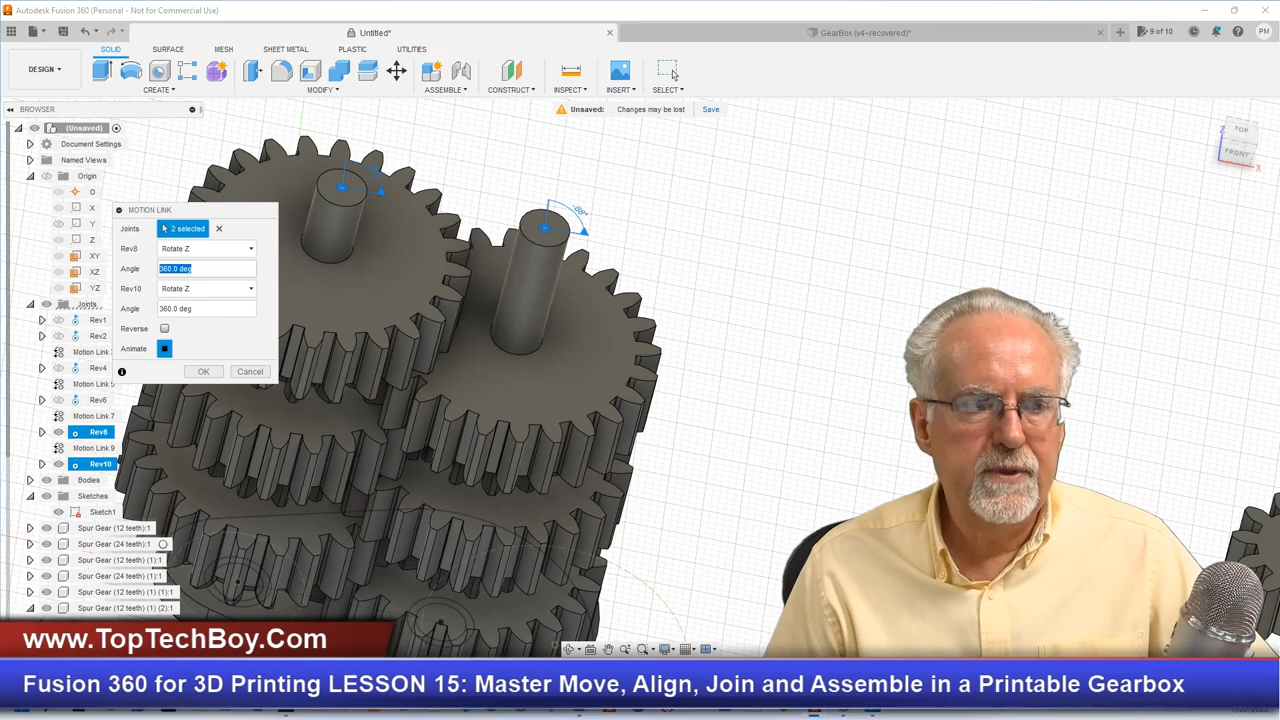 Autodesk Fusion 360 (Personal - Not for Commercial Use)
Untitled*
GearBox (v4~recovered)*
9 of 10
PM
SOLID SURFACE MESH SHEET METAL PLASTIC UTILITIES
DESIGN
CREATE MODIFY ASSEMBLE CONSTRUCT INSPECT INSERT SELECT
BROWSER
Unsaved: Changes may be lost Save
(Unsaved)
Document Settings
Named Views
Origin
O
X
Y
Z
XY
XZ
YZ
Joints
Rev1
Rev2
Motion Link
Rev4
Motion Link 5
Rev6
Motion Link 7
Rev8
Motion Link 9
Rev10
Bodies
Sketches
Sketch1
Spur Gear (12 teeth):1
Spur Gear (24 teeth):1
Spur Gear (12 teeth) (1):1
Spur Gear (24 teeth) (1):1
Spur Gear (12 teeth) (1) (1):1
Spur Gear (12 teeth) (1) (2):1
MOTION LINK
Joints 2 selected
Rev8 Rotate Z
Angle 360.0 deg
Rev10 Rotate Z
Angle 360.0 deg
Reverse
Animate
OK Cancel
-88°
TOP
FRONT
Z
X
www.TopTechBoy.Com
Fusion 360 for 3D Printing LESSON 15: Master Move, Align, Join and Assemble in a Printable Gearbox